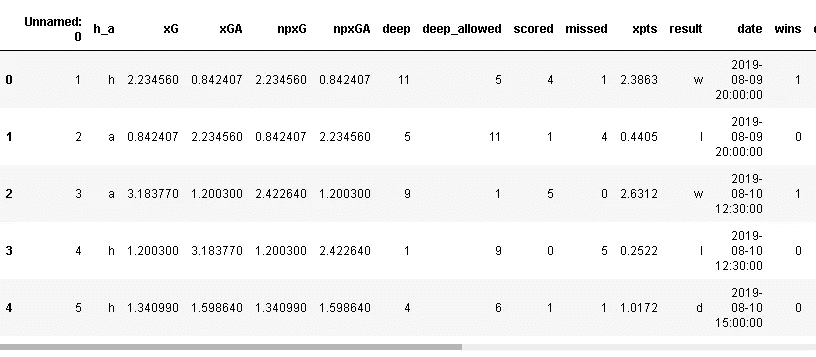 Unnamed: 0 h_a xG xGA npxG npxGA deep deep_allowed scored missed xpts result date wins
0 1 h 2.234560 0.842407 2.234560 0.842407 11 5 4 1 2.3863 w 2019-08-09 20:00:00 1
1 2 a 0.842407 2.234560 0.842407 2.234560 5 11 1 4 0.4405 l 2019-08-09 20:00:00 0
2 3 a 3.183770 1.200300 2.422640 1.200300 9 1 5 0 2.6312 w 2019-08-10 12:30:00 1
3 4 h 1.200300 3.183770 1.200300 2.422640 1 9 0 5 0.2522 l 2019-08-10 12:30:00 0
4 5 h 1.340990 1.598640 1.340990 1.598640 4 6 1 1 1.0172 d 2019-08-10 15:00:00 0